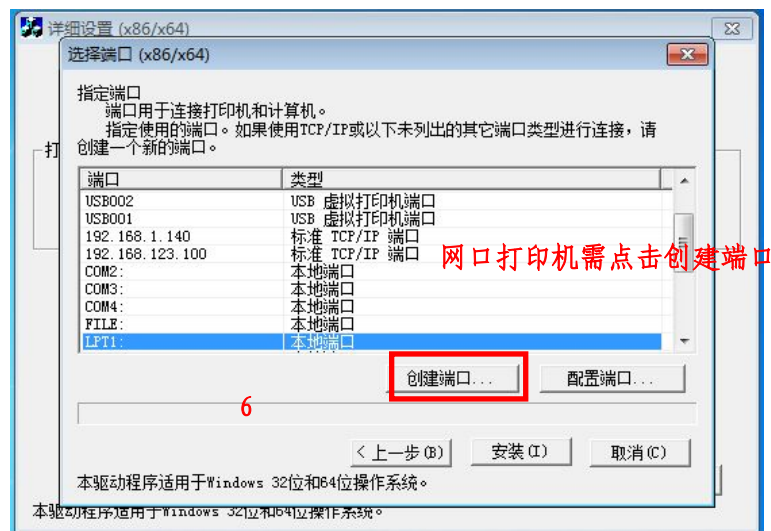 详细设置 (x86/x64)
选择端口 (x86/x64)
指定端口
端口用于连接打印机和计算机。
指定使用的端口。如果使用TCP/IP或以下未列出的其它端口类型进行连接，请
创建一个新的端口。
打
端口 类型
USB002 USB 虚拟打印机端口
USB001 USB 虚拟打印机端口
192.168.1.140 标准 TCP/IP 端口
192.168.123.100 标准 TCP/IP 端口
网口打印机需点击创建端口
COM2: 本地端口
COM3: 本地端口
COM4: 本地端口
FILE: 本地端口
LPT1: 本地端口
创建端口... 配置端口...
6
<上一步(B) 安装(I) 取消(C)
本驱动程序适用于Windows 32位和64位操作系统。
本驱动程序适用于Windows 32位和64位操作系统。